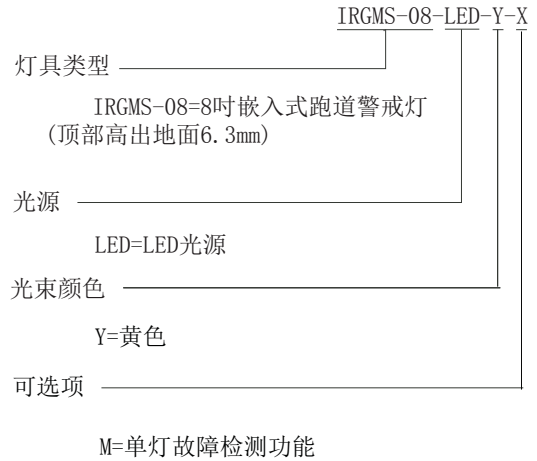 IRGMS-08-LED-Y-X
灯具类型
IRGMS-08=8吋嵌入式跑道警戒灯
(顶部高出地面6.3mm)
光源
LED=LED光源
光束颜色
Y=黄色
可选项
M=单灯故障检测功能